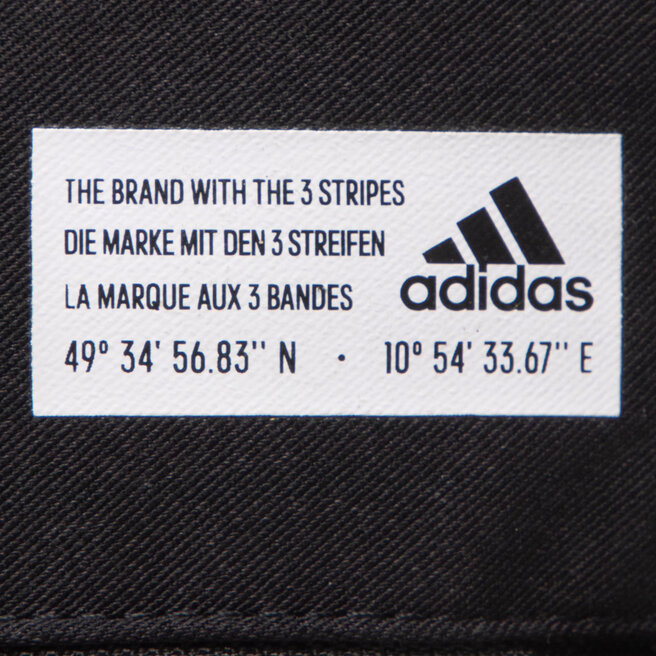 THE BRAND WITH THE 3 STRIPES
DIE MARKE MIT DEN 3 STREIFEN
LA MARQUE AUX 3 BANDES
adidas
49° 34' 56.83'' N · 10° 54' 33.67'' E